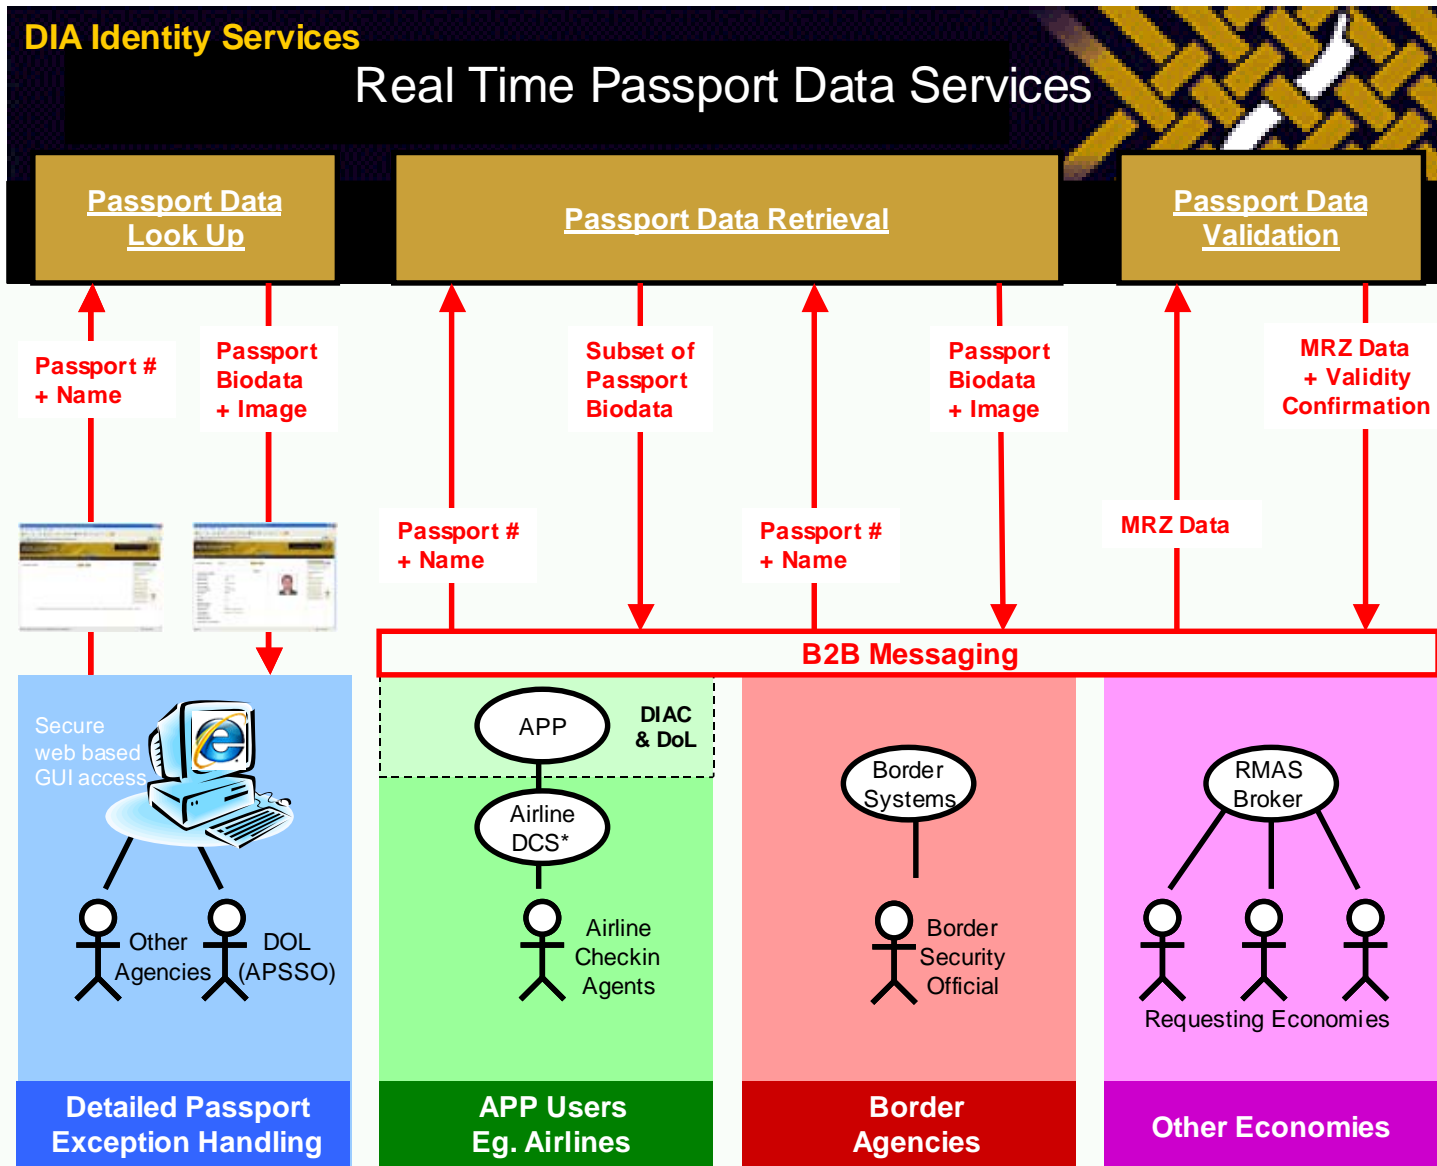 DIA Identity Services
Real Time Passport Data Services
Passport Data
Look Up
Passport Data Retrieval
Passport Data
Validation
Passport #
+ Name
Passport
Biodata
+ Image
Subset of
Passport
Biodata
Passport
Biodata
+ Image
MRZ Data
+ Validity
Confirmation
Passport #
+ Name
Passport #
+ Name
MRZ Data
B2B Messaging
Secure
web based
GUI access
APP
DIAC
& DoL
Airline
DCS*
Border
Systems
RMAS
Broker
Other
Agencies
DOL
(APSSO)
Airline
Checkin
Agents
Border
Security
Official
Requesting Economies
Detailed Passport
Exception Handling
APP Users
Eg. Airlines
Border
Agencies
Other Economies